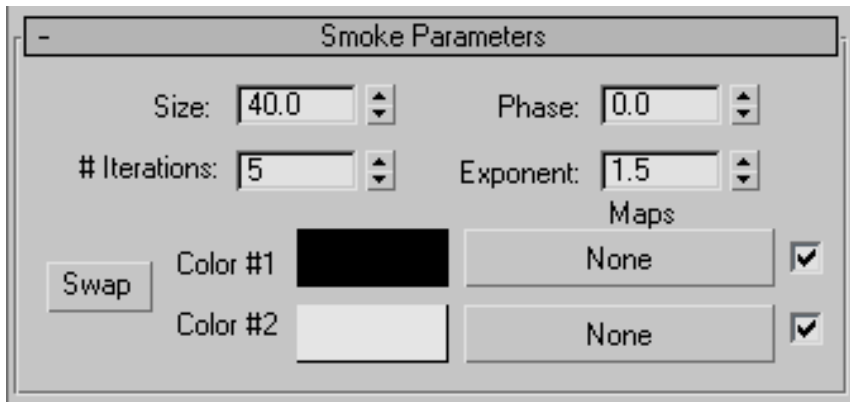 - Smoke Parameters
Size: 40.0 Phase: 0.0
# Iterations: 5 Exponent: 1.5
Maps
Swap Color #1 None
Color #2 None